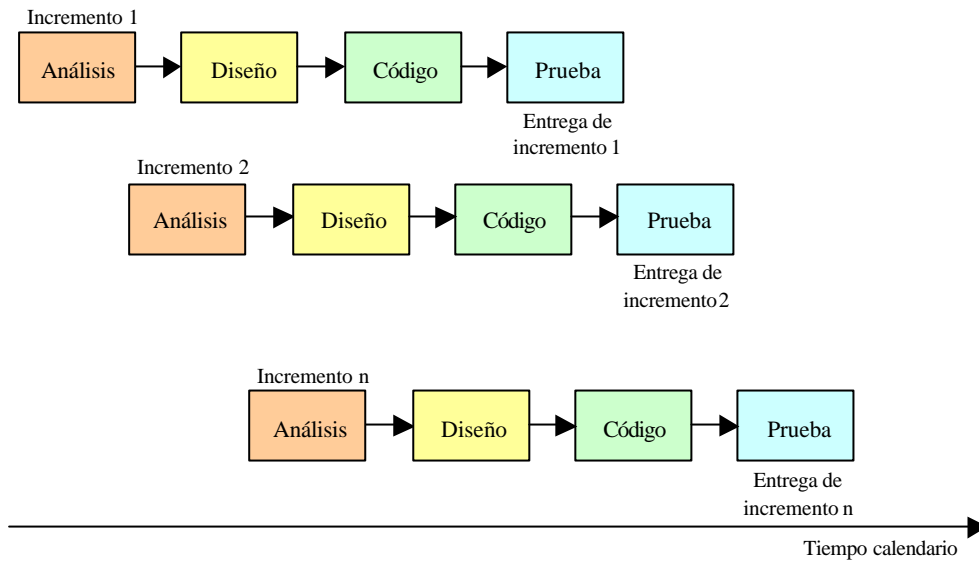 Incremento 1
Análisis Diseño Código Prueba
Entrega de
incremento 1
Incremento 2
Análisis Diseño Código Prueba
Entrega de
incremento 2
Incremento n
Análisis Diseño Código Prueba
Entrega de
incremento n
Tiempo calendario